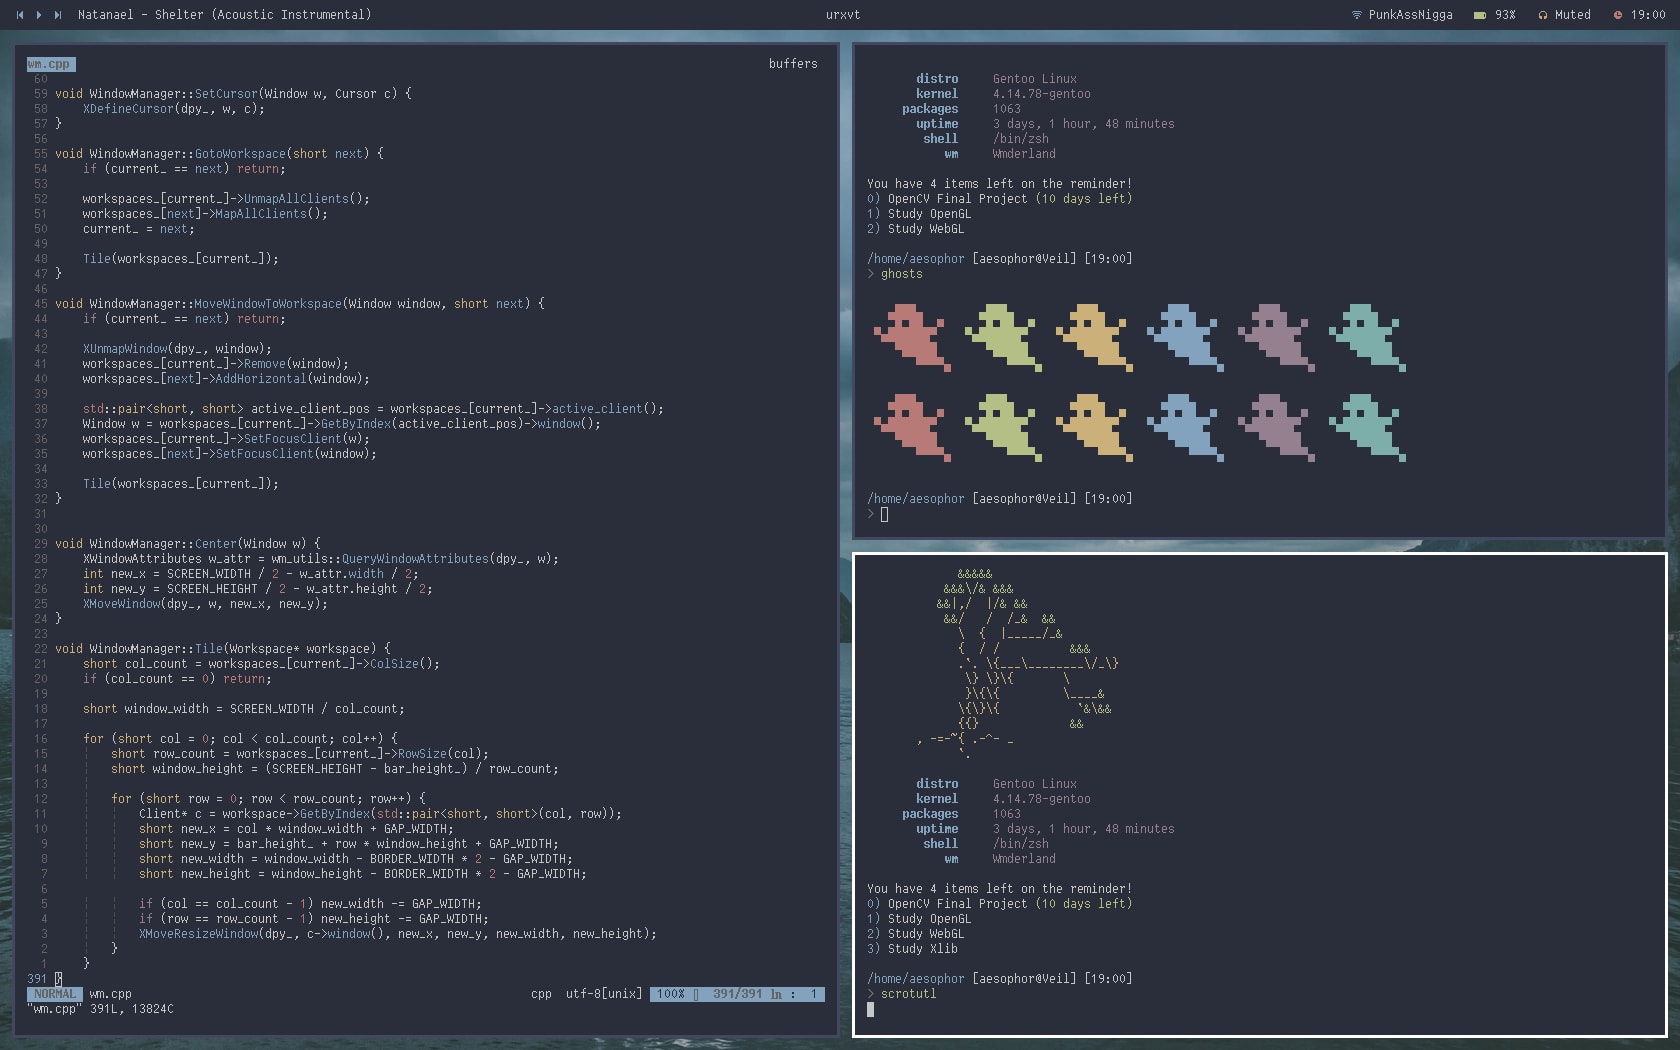 Natanael - Shelter (Acoustic Instrumental)
urxvt
PunkAssNigga 93% Muted 19:00
wm.cpp buffers
60
59 void WindowManager::SetCursor(Window w, Cursor c) {
58     XDefineCursor(dpy_, w, c);
57 }
56
55 void WindowManager::GotoWorkspace(short next) {
54     if (current_ == next) return;
53
52     workspaces_[current_]->UnmapAllClients();
51     workspaces_[next]->MapAllClients();
50     current_ = next;
49
48     Tile(workspaces_[current_]);
47 }
46
45 void WindowManager::MoveWindowToWorkspace(Window window, short next) {
44     if (current_ == next) return;
43
42     XUnmapWindow(dpy_, window);
41     workspaces_[current_]->Remove(window);
40     workspaces_[next]->AddHorizontal(window);
39
38     std::pair<short, short> active_client_pos = workspaces_[current_]->active_client();
37     Window w = workspaces_[current_]->GetByIndex(active_client_pos)->window();
36     workspaces_[current_]->SetFocusClient(w);
35     workspaces_[next]->SetFocusClient(window);
34
33     Tile(workspaces_[current_]);
32 }
31
30
29 void WindowManager::Center(Window w) {
28     XWindowAttributes w_attr = wm_utils::QueryWindowAttributes(dpy_, w);
27     int new_x = SCREEN_WIDTH / 2 - w_attr.width / 2;
26     int new_y = SCREEN_HEIGHT / 2 - w_attr.height / 2;
25     XMoveWindow(dpy_, w, new_x, new_y);
24 }
23
22 void WindowManager::Tile(Workspace* workspace) {
21     short col_count = workspaces_[current_]->ColSize();
20     if (col_count == 0) return;
19
18     short window_width = SCREEN_WIDTH / col_count;
17
16     for (short col = 0; col < col_count; col++) {
15         short row_count = workspaces_[current_]->RowSize(col);
14         short window_height = (SCREEN_HEIGHT - bar_height_) / row_count;
13
12         for (short row = 0; row < row_count; row++) {
11             Client* c = workspace->GetByIndex(std::pair<short, short>(col, row));
10             short new_x = col * window_width + GAP_WIDTH;
9             short new_y = bar_height_ + row * window_height + GAP_WIDTH;
8             short new_width = window_width - BORDER_WIDTH * 2 - GAP_WIDTH;
7             short new_height = window_height - BORDER_WIDTH * 2 - GAP_WIDTH;
6
5             if (col == col_count - 1) new_width -= GAP_WIDTH;
4             if (row == row_count - 1) new_height -= GAP_WIDTH;
3             XMoveResizeWindow(dpy_, c->window(), new_x, new_y, new_width, new_height);
2         }
1     }
391 }
NORMAL wm.cpp cpp utf-8[unix] 100% 391/391 ln : 1
"wm.cpp" 391L, 13824C
distro Gentoo Linux
kernel 4.14.78-gentoo
packages 1063
uptime 3 days, 1 hour, 48 minutes
shell /bin/zsh
wm Wmderland
You have 4 items left on the reminder!
0) OpenCV Final Project (10 days left)
1) Study OpenGL
2) Study WebGL
/home/aesophor [aesophor@Veil] [19:00]
> ghosts
/home/aesophor [aesophor@Veil] [19:00]
>
distro Gentoo Linux
kernel 4.14.78-gentoo
packages 1063
uptime 3 days, 1 hour, 48 minutes
shell /bin/zsh
wm Wmderland
You have 4 items left on the reminder!
0) OpenCV Final Project (10 days left)
1) Study OpenGL
2) Study WebGL
3) Study Xlib
/home/aesophor [aesophor@Veil] [19:00]
> scrotutl